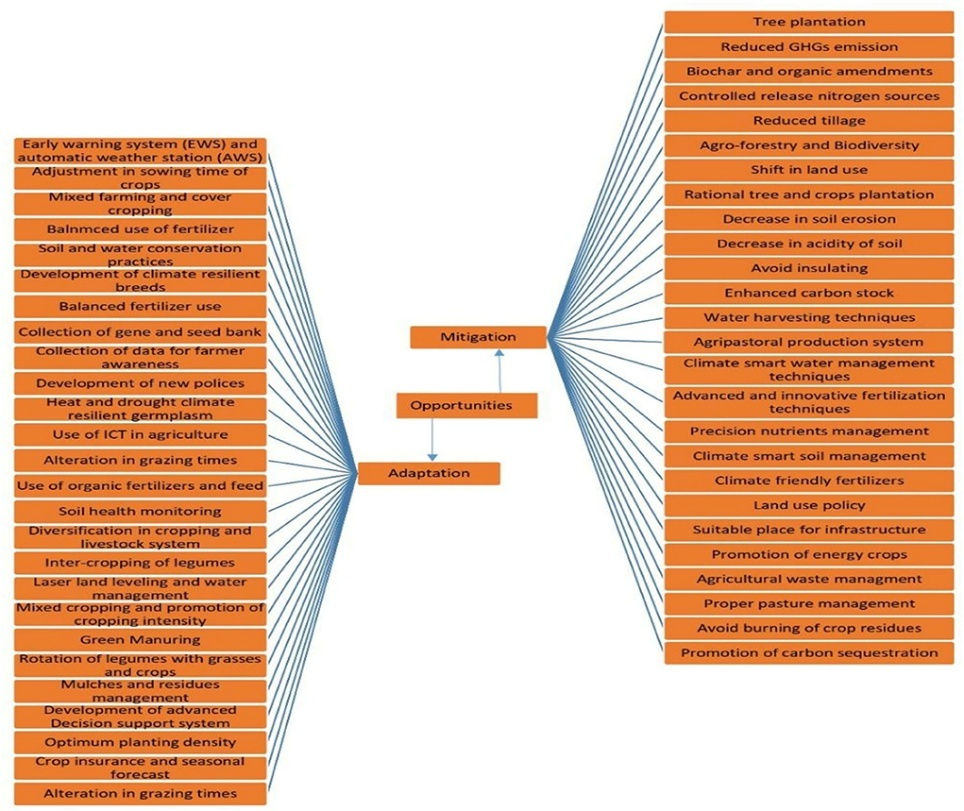 Early warning system (EWS) and
automatic weather station (AWS)
Adjustment in sowing time of
crops
Mixed farming and cover
cropping
Balnmced use of fertilizer
Soil and water conservation
practices
Development of climate resilient
breeds
Balanced fertilizer use
Collection of gene and seed bank
Collection of data for farmer
awareness
Development of new polices
Heat and drought climate
resilient germplasm
Use of ICT in agriculture
Alteration in grazing times
Use of organic fertilizers and feed
Soil health monitoring
Diversification in cropping and
livestock system
Inter-cropping of legumes
Laser land leveling and water
management
Mixed cropping and promotion of
cropping intensity
Green Manuring
Rotation of legumes with grasses
and crops
Mulches and residues
management
Development of advanced
Decision support system
Optimum planting density
Crop insurance and seasonal
forecast
Alteration in grazing times
Mitigation
Opportunities
Adaptation
Tree plantation
Reduced GHGs emission
Biochar and organic amendments
Controlled release nitrogen sources
Reduced tillage
Agro-forestry and Biodiversity
Shift in land use
Rational tree and crops plantation
Decrease in soil erosion
Decrease in acidity of soil
Avoid insulating
Enhanced carbon stock
Water harvesting techniques
Agripastoral production system
Climate smart water management
techniques
Advanced and innovative fertilization
techniques
Precision nutrients management
Climate smart soil management
Climate friendly fertilizers
Land use policy
Suitable place for infrastructure
Promotion of energy crops
Agricultural waste managment
Proper pasture management
Avoid burning of crop residues
Promotion of carbon sequestration